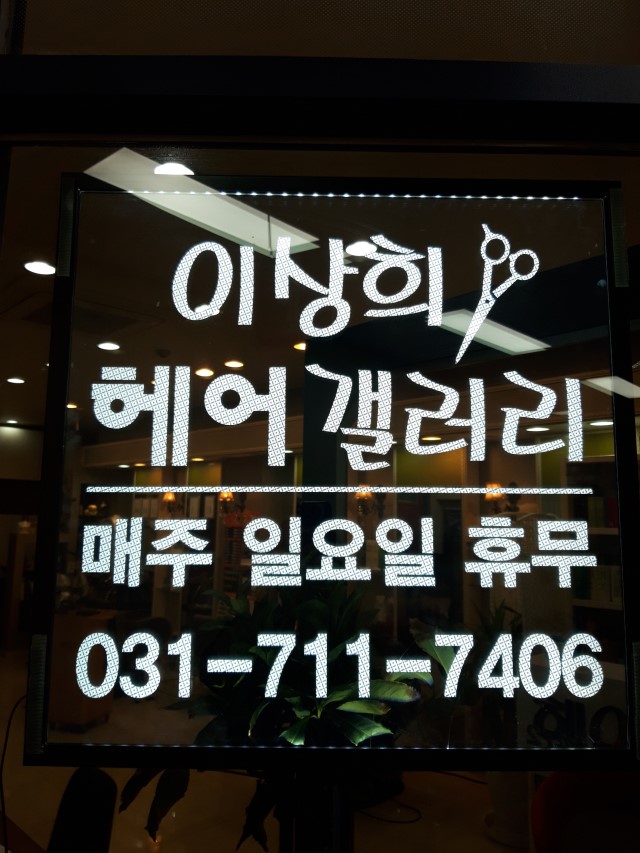 이상희
헤어갤러리
매주 일요일 휴무
031-711-7406